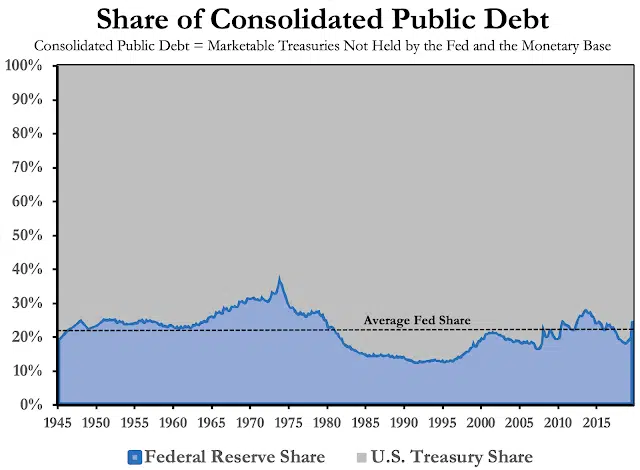 Share of Consolidated Public Debt
Consolidated Public Debt = Marketable Treasuries Not Held by the Fed and the Monetary Base
100%
90%
80%
70%
60%
50%
40%
30%
20%
10%
0%
Average Fed Share
1945 1950 1955 1960 1965 1970 1975 1980 1985 1990 1995 2000 2005 2010 2015
Federal Reserve Share U.S. Treasury Share